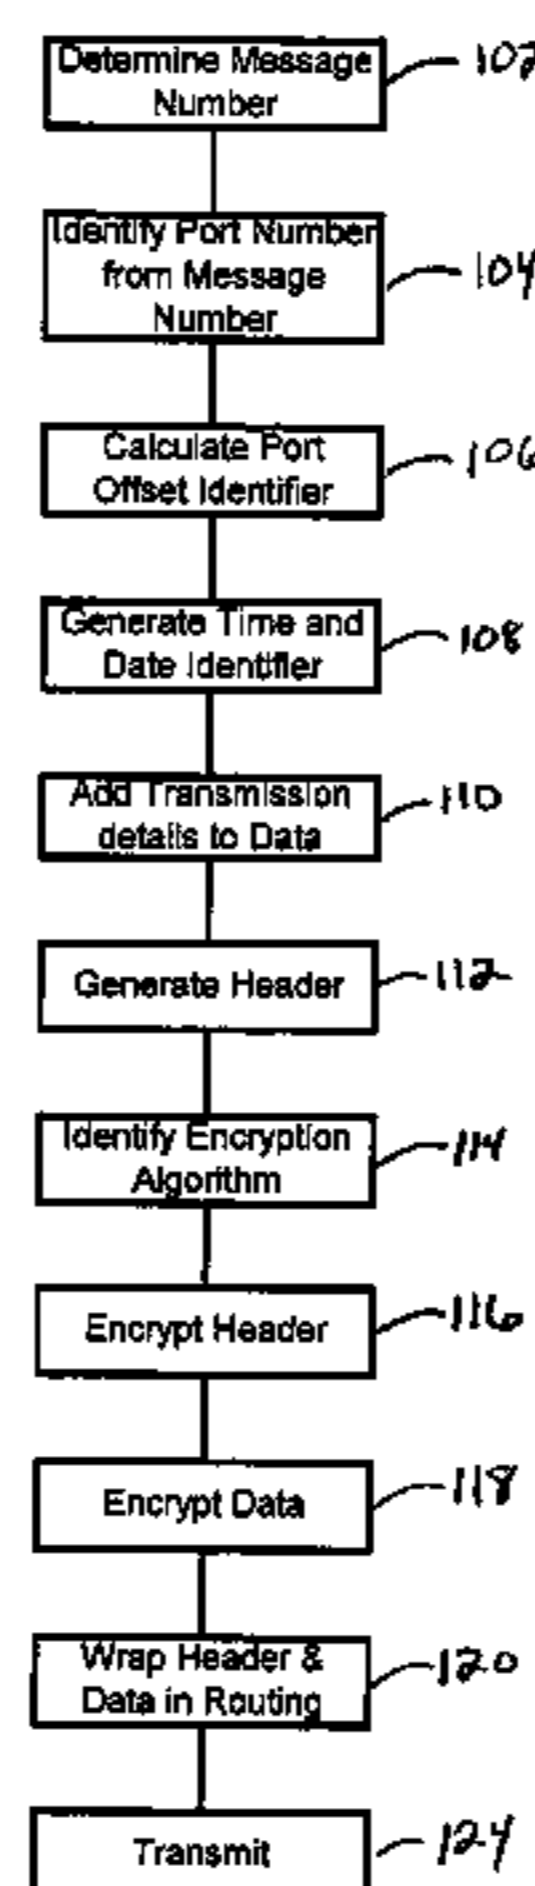 Determine Message
Number
102
Identify Port Number
from Message
Number
104
Calculate Port
Offset Identifier
106
Generate Time and
Date Identifier
108
Add Transmission
details to Data
110
Generate Header
112
Identify Encryption
Algorithm
114
Encrypt Header
116
Encrypt Data
118
Wrap Header &
Data in Routing
120
Transmit
124